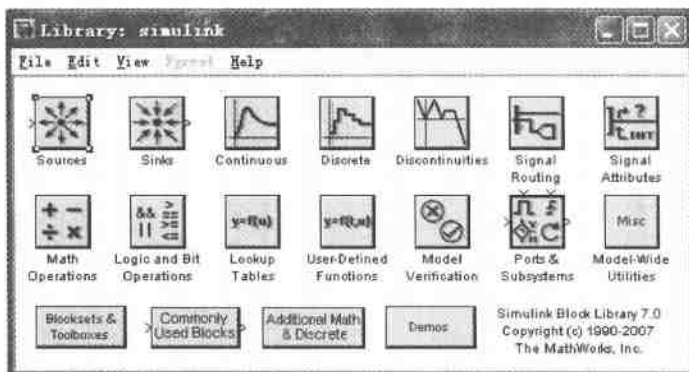 Library: simulink
File Edit View Format Help
Sources Sinks Continuous Discrete Discontinuities Signal Routing Signal Attributes
+ − ÷ × && || > >= <= y=f(u) y=f(t,u) Misc
Math Operations Logic and Bit Operations Lookup Tables User-Defined Functions Model Verification Ports & Subsystems Model-Wide Utilities
Blocksets & Toolboxes
Commonly Used Blocks
Additional Math & Discrete
Demos
Simulink Block Library 7.0
Copyright (c) 1990-2007
The MathWorks, Inc.